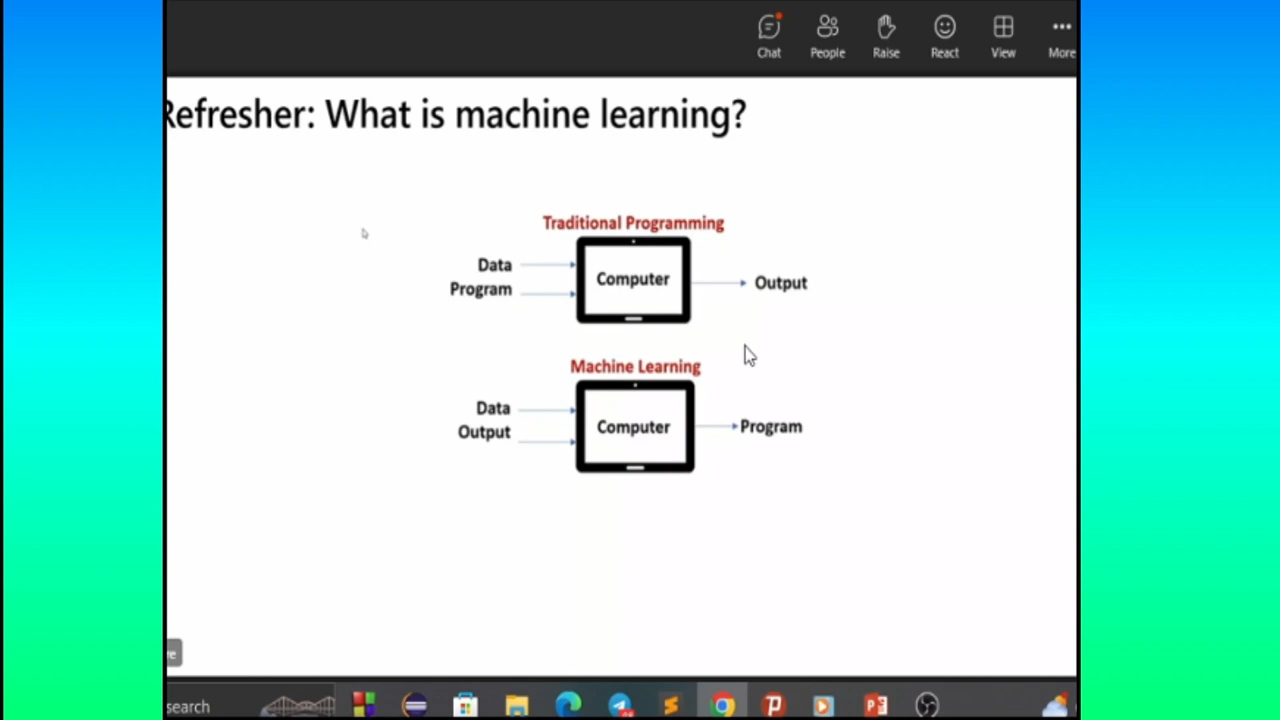 Chat People Raise React View More
Refresher: What is machine learning?
Traditional Programming
Data
Program
Computer
Output
Machine Learning
Data
Output
Computer
Program
search